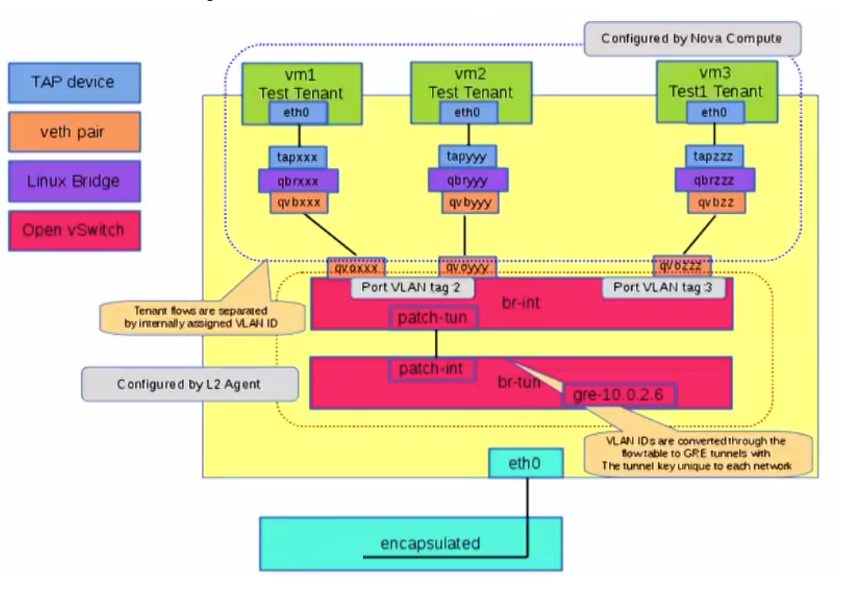 Configured by Nova Compute
TAP device
veth pair
Linux Bridge
Open vSwitch
vm1
Test Tenant
eth0
tapxxx
qbrxxx
qvbxxx
qvoxxx
vm2
Test Tenant
eth0
tapyyy
qbryyy
qvbyyy
qvoyyy
vm3
Test1 Tenant
eth0
tapzzz
qbrzzz
qvbzz
qvozzz
Port VLAN tag:2
Port VLAN tag:3
br-int
patch-tun
Tenant flows are separated
by internally assigned VLAN ID
Configured by L2 Agent
patch-int
br-tun
gre-10.0.2.6
VLAN IDs are converted through the
flow table to GRE tunnels with
The tunnel key unique to each network
eth0
encapsulated